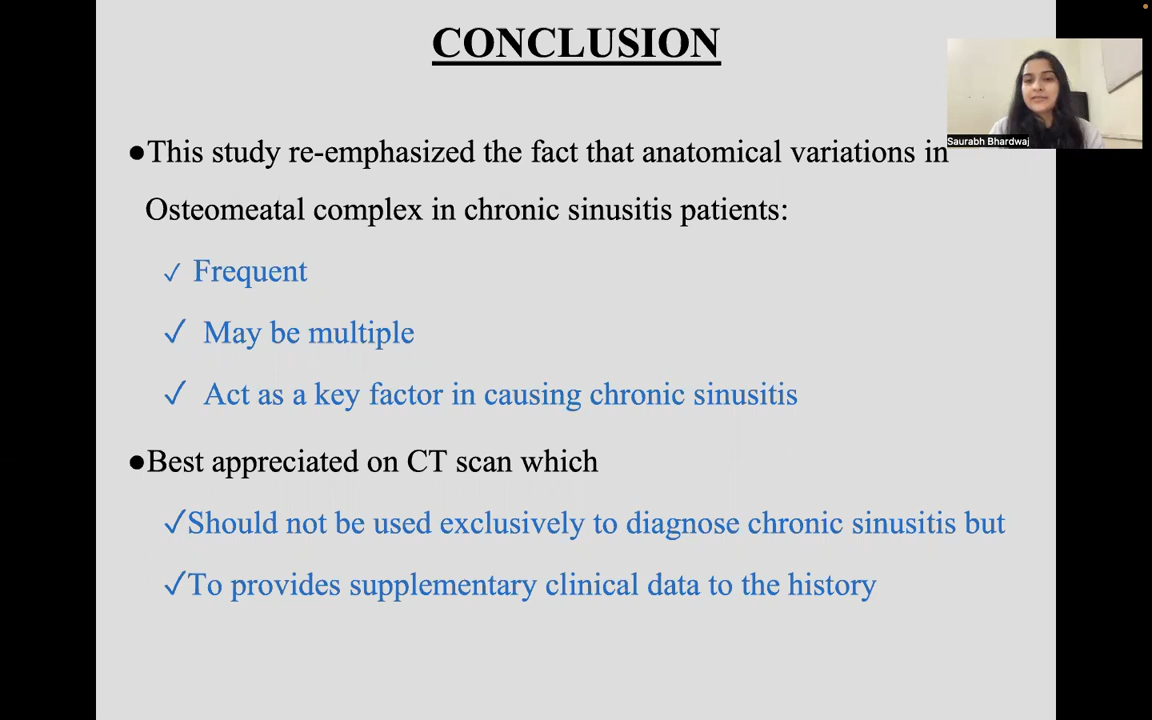 CONCLUSION
●This study re-emphasized the fact that anatomical variations in
Osteomeatal complex in chronic sinusitis patients:
✓ Frequent
✓ May be multiple
✓ Act as a key factor in causing chronic sinusitis
●Best appreciated on CT scan which
✓Should not be used exclusively to diagnose chronic sinusitis but
✓To provides supplementary clinical data to the history
Saurabh Bhardwaj